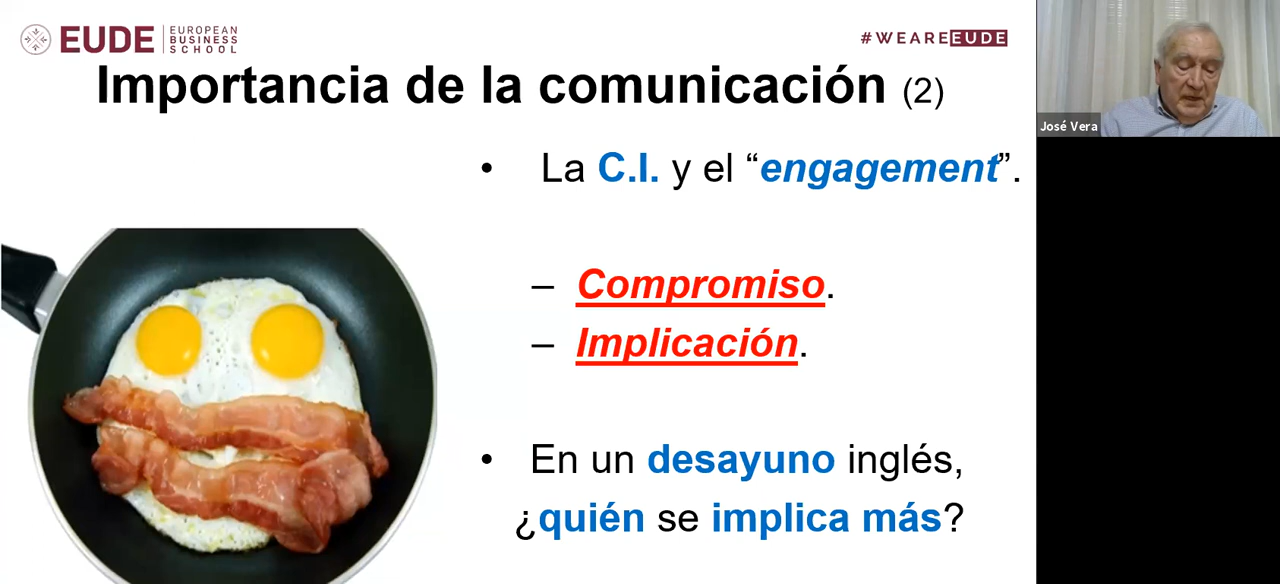 EUDE EUROPEAN
BUSINESS
SCHOOL
#WEAREEUDE
Importancia de la comunicación (2)
José Vera
• La C.I. y el “engagement”.
– Compromiso.
– Implicación.
• En un desayuno inglés,
¿quién se implica más?